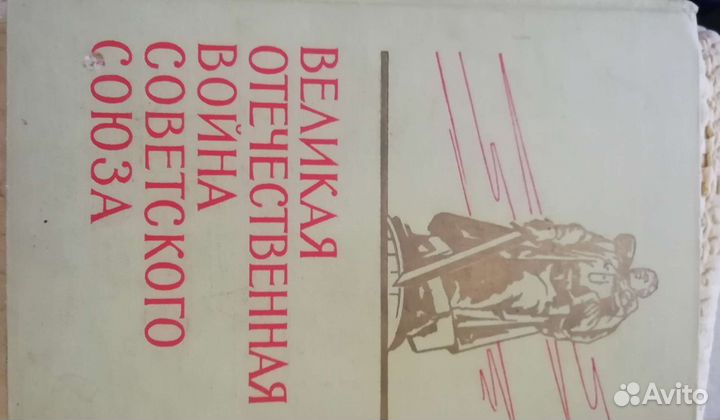 ВЕЛИКАЯ
ОТЕЧЕСТВЕННАЯ
ВОЙНА
СОВЕТСКОГО
СОЮЗА
Avito